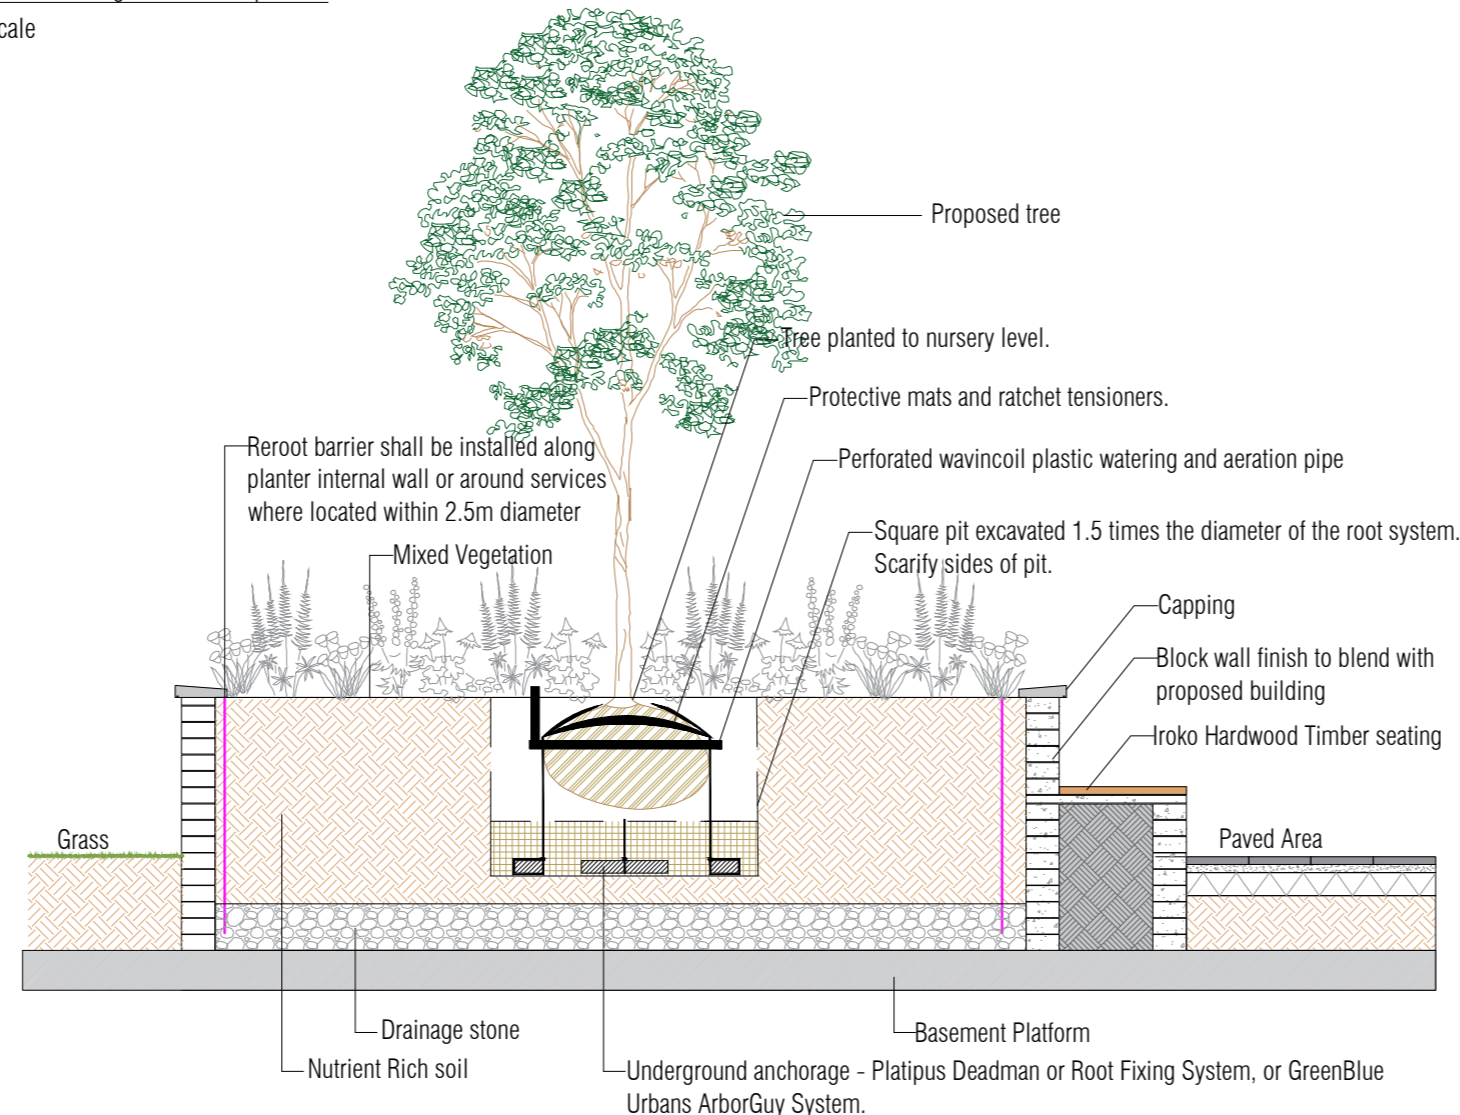 Proposed tree
Tree planted to nursery level.
Protective mats and ratchet tensioners.
Reroot barrier shall be installed along
planter internal wall or around services
where located within 2.5m diameter
Perforated wavincoil plastic watering and aeration pipe
Square pit excavated 1.5 times the diameter of the root system.
Scarify sides of pit.
Mixed Vegetation
Capping
Block wall finish to blend with
proposed building
Iroko Hardwood Timber seating
Grass
Paved Area
Drainage stone
Basement Platform
Nutrient Rich soil
Underground anchorage - Platipus Deadman or Root Fixing System, or GreenBlue
Urbans ArborGuy System.